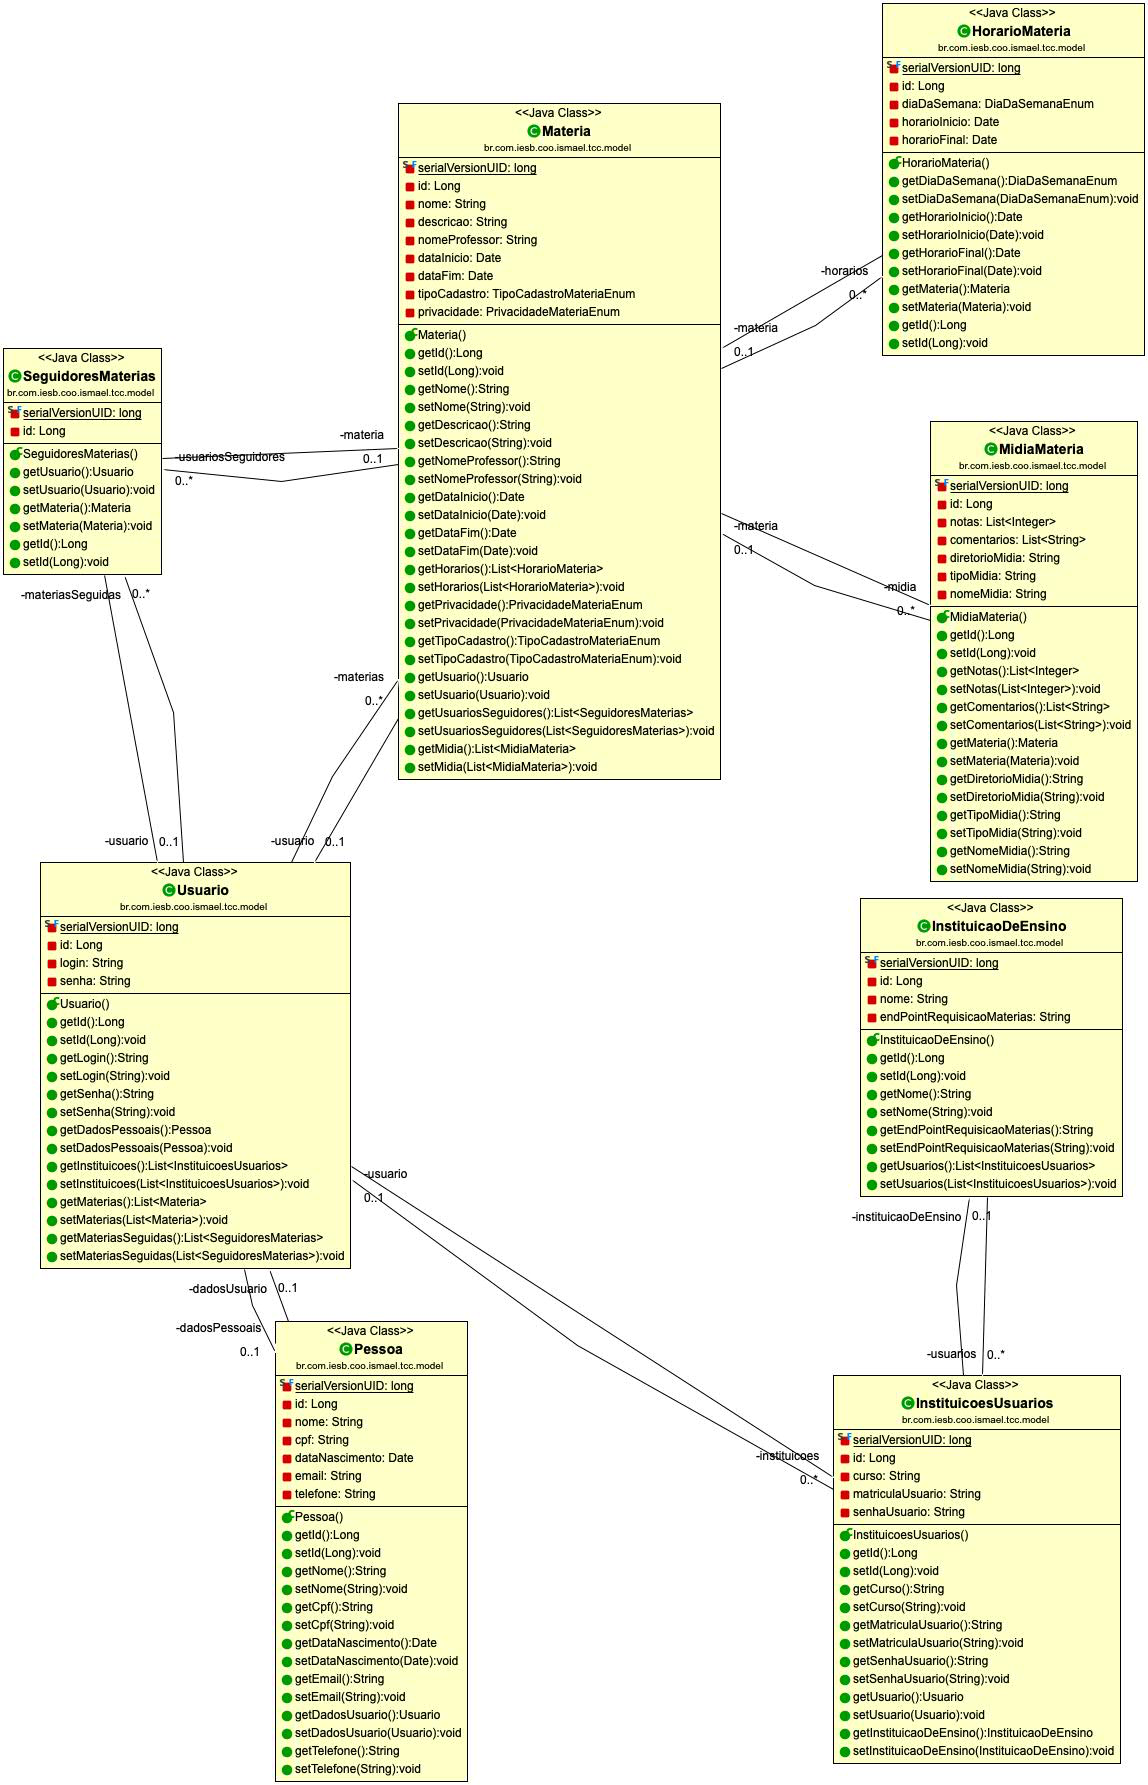 <<Java Class>>
HorarioMateria
br.com.iesb.coo.ismael.tcc.model
serialVersionUID: long
id: Long
diaDaSemana: DiaDaSemanaEnum
horarioInicio: Date
horarioFinal: Date
HorarioMateria()
getDiaDaSemana():DiaDaSemanaEnum
setDiaDaSemana(DiaDaSemanaEnum):void
getHorarioInicio():Date
setHorarioInicio(Date):void
getHorarioFinal():Date
setHorarioFinal(Date):void
getMateria():Materia
setMateria(Materia):void
getId():Long
setId(Long):void
<<Java Class>>
Materia
br.com.iesb.coo.ismael.tcc.model
serialVersionUID: long
id: Long
nome: String
descricao: String
nomeProfessor: String
dataInicio: Date
dataFim: Date
tipoCadastro: TipoCadastroMateriaEnum
privacidade: PrivacidadeMateriaEnum
Materia()
getId():Long
setId(Long):void
getNome():String
setNome(String):void
getDescricao():String
setDescricao(String):void
getNomeProfessor():String
setNomeProfessor(String):void
getDataInicio():Date
setDataInicio(Date):void
getDataFim():Date
setDataFim(Date):void
getHorarios():List<HorarioMateria>
setHorarios(List<HorarioMateria>):void
getPrivacidade():PrivacidadeMateriaEnum
setPrivacidade(PrivacidadeMateriaEnum):void
getTipoCadastro():TipoCadastroMateriaEnum
setTipoCadastro(TipoCadastroMateriaEnum):void
getUsuario():Usuario
setUsuario(Usuario):void
getUsuariosSeguidores():List<SeguidoresMaterias>
setUsuariosSeguidores(List<SeguidoresMaterias>):void
getMidia():List<MidiaMateria>
setMidia(List<MidiaMateria>):void
-horarios
0..*
-materia
0..1
<<Java Class>>
SeguidoresMaterias
br.com.iesb.coo.ismael.tcc.model
serialVersionUID: long
id: Long
SeguidoresMaterias()
getUsuario():Usuario
setUsuario(Usuario):void
getMateria():Materia
setMateria(Materia):void
getId():Long
setId(Long):void
-materia
0..1
-usuariosSeguidores
0..*
<<Java Class>>
MidiaMateria
br.com.iesb.coo.ismael.tcc.model
serialVersionUID: long
id: Long
notas: List<Integer>
comentarios: List<String>
diretorioMidia: String
tipoMidia: String
nomeMidia: String
MidiaMateria()
getId():Long
setId(Long):void
getNotas():List<Integer>
setNotas(List<Integer>):void
getComentarios():List<String>
setComentarios(List<String>):void
getMateria():Materia
setMateria(Materia):void
getDiretorioMidia():String
setDiretorioMidia(String):void
getTipoMidia():String
setTipoMidia(String):void
getNomeMidia():String
setNomeMidia(String):void
-materia
0..1
-midia
0..*
-materiasSeguidas
0..*
-usuario
0..1
-materias
0..*
-usuario
0..1
<<Java Class>>
Usuario
br.com.iesb.coo.ismael.tcc.model
serialVersionUID: long
id: Long
login: String
senha: String
Usuario()
getId():Long
setId(Long):void
getLogin():String
setLogin(String):void
getSenha():String
setSenha(String):void
getDadosPessoais():Pessoa
setDadosPessoais(Pessoa):void
getInstituicoes():List<InstituicoesUsuarios>
setInstituicoes(List<InstituicoesUsuarios>):void
getMaterias():List<Materia>
setMaterias(List<Materia>):void
getMateriasSeguidas():List<SeguidoresMaterias>
setMateriasSeguidas(List<SeguidoresMaterias>):void
<<Java Class>>
InstituicaoDeEnsino
br.com.iesb.coo.ismael.tcc.model
serialVersionUID: long
id: Long
nome: String
endPointRequisicaoMaterias: String
InstituicaoDeEnsino()
getId():Long
setId(Long):void
getNome():String
setNome(String):void
getEndPointRequisicaoMaterias():String
setEndPointRequisicaoMaterias(String):void
getUsuarios():List<InstituicoesUsuarios>
setUsuarios(List<InstituicoesUsuarios>):void
-usuario
0..1
-instituicaoDeEnsino
0..1
-dadosUsuario
0..1
-dadosPessoais
0..1
-usuarios
0..*
-instituicoes
0..*
<<Java Class>>
Pessoa
br.com.iesb.coo.ismael.tcc.model
serialVersionUID: long
id: Long
nome: String
cpf: String
dataNascimento: Date
email: String
telefone: String
Pessoa()
getId():Long
setId(Long):void
getNome():String
setNome(String):void
getCpf():String
setCpf(String):void
getDataNascimento():Date
setDataNascimento(Date):void
getEmail():String
setEmail(String):void
getDadosUsuario():Usuario
setDadosUsuario(Usuario):void
getTelefone():String
setTelefone(String):void
<<Java Class>>
InstituicoesUsuarios
br.com.iesb.coo.ismael.tcc.model
serialVersionUID: long
id: Long
curso: String
matriculaUsuario: String
senhaUsuario: String
InstituicoesUsuarios()
getId():Long
setId(Long):void
getCurso():String
setCurso(String):void
getMatriculaUsuario():String
setMatriculaUsuario(String):void
getSenhaUsuario():String
setSenhaUsuario(String):void
getUsuario():Usuario
setUsuario(Usuario):void
getInstituicaoDeEnsino():InstituicaoDeEnsino
setInstituicaoDeEnsino(InstituicaoDeEnsino):void